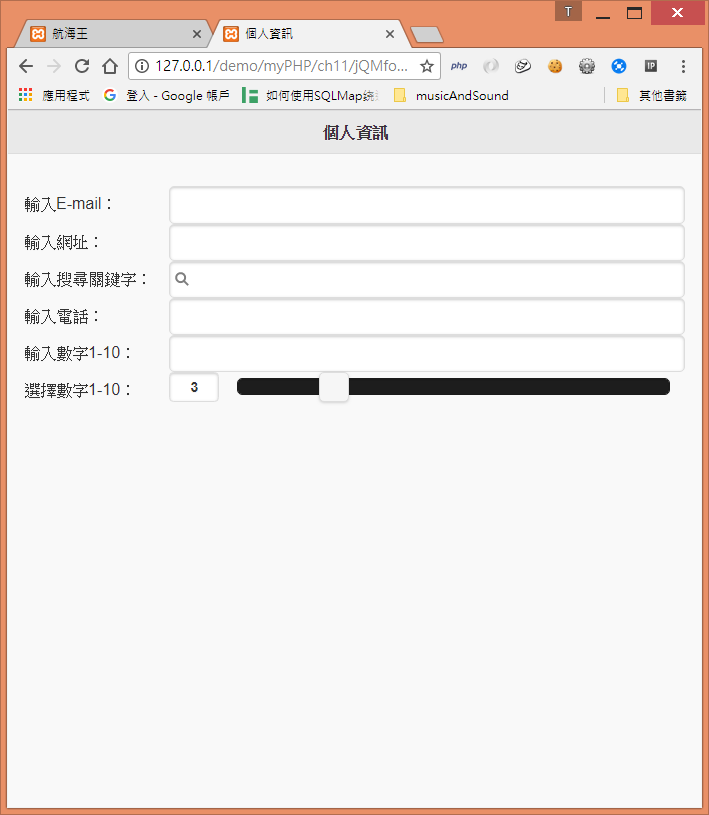 T
航海王
個人資訊
127.0.0.1/demo/myPHP/ch11/jQMfo...
php
IP
應用程式
登入 - Google 帳戶
如何使用SQLMap繞
musicAndSound
其他書籤
個人資訊
輸入E-mail：
輸入網址：
輸入搜尋關鍵字：
輸入電話：
輸入數字1-10：
選擇數字1-10：
3